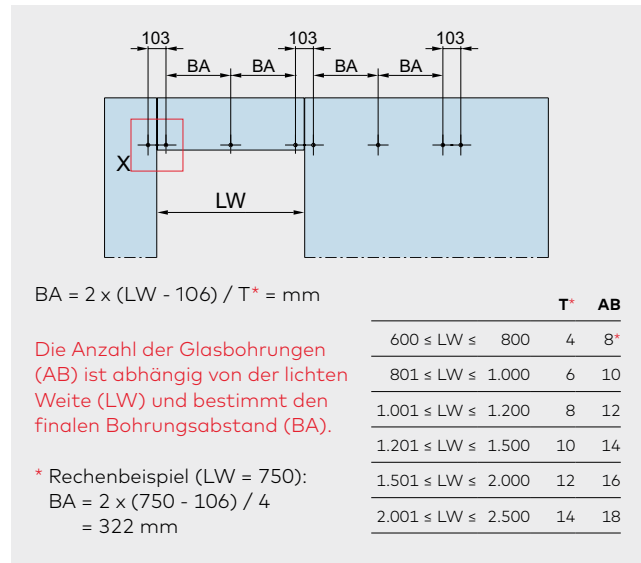 103 103 103
BA BA BA BA
X
LW
BA = 2 x (LW - 106) / T* = mm
Die Anzahl der Glasbohrungen
(AB) ist abhängig von der lichten
Weite (LW) und bestimmt den
finalen Bohrungsabstand (BA).
* Rechenbeispiel (LW = 750):
BA = 2 x (750 - 106) / 4
= 322 mm
T* AB
600 ≤ LW ≤ 800 4 8*
801 ≤ LW ≤ 1.000 6 10
1.001 ≤ LW ≤ 1.200 8 12
1.201 ≤ LW ≤ 1.500 10 14
1.501 ≤ LW ≤ 2.000 12 16
2.001 ≤ LW ≤ 2.500 14 18